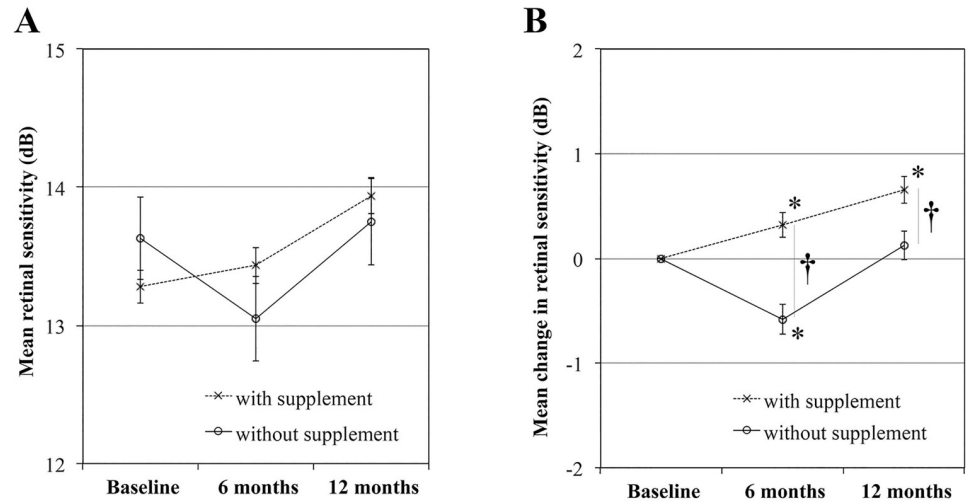 A
Mean retinal sensitivity (dB)
15
14
13
12
with supplement
without supplement
Baseline
6 months
12 months
B
Mean change in retinal sensitivity (dB)
2
1
0
-1
-2
*
*
*
†
†
with supplement
without supplement
Baseline
6 months
12 months